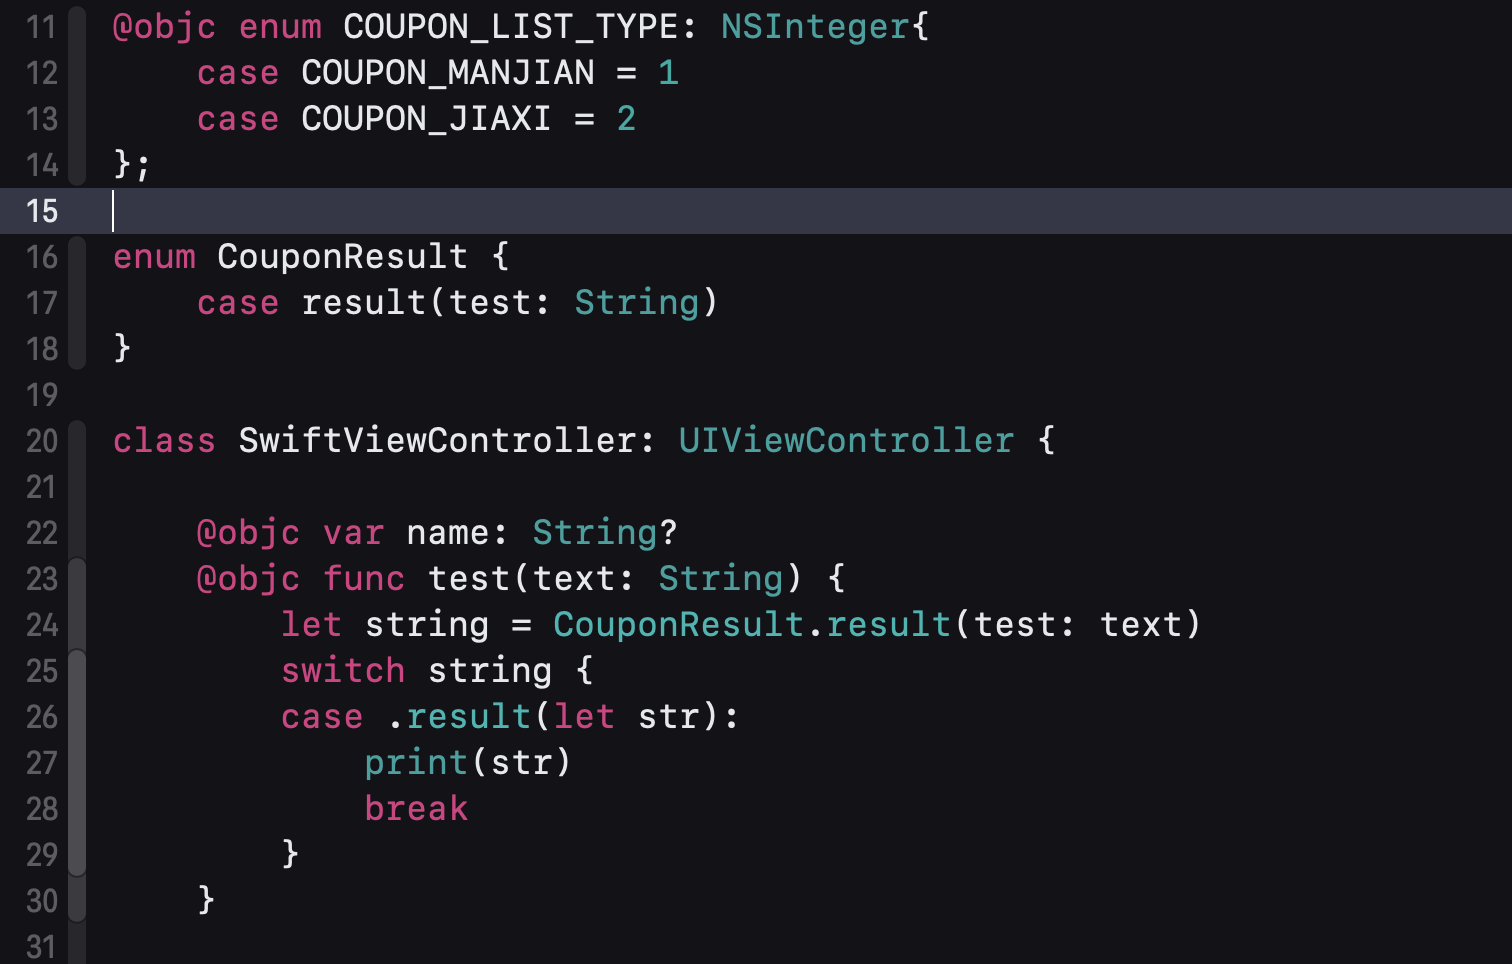 11 @objc enum COUPON_LIST_TYPE: NSInteger{
12     case COUPON_MANJIAN = 1
13     case COUPON_JIAXI = 2
14 };
15
16 enum CouponResult {
17     case result(test: String)
18 }
19
20 class SwiftViewController: UIViewController {
21
22     @objc var name: String?
23     @objc func test(text: String) {
24         let string = CouponResult.result(test: text)
25         switch string {
26         case .result(let str):
27             print(str)
28             break
29         }
30     }
31